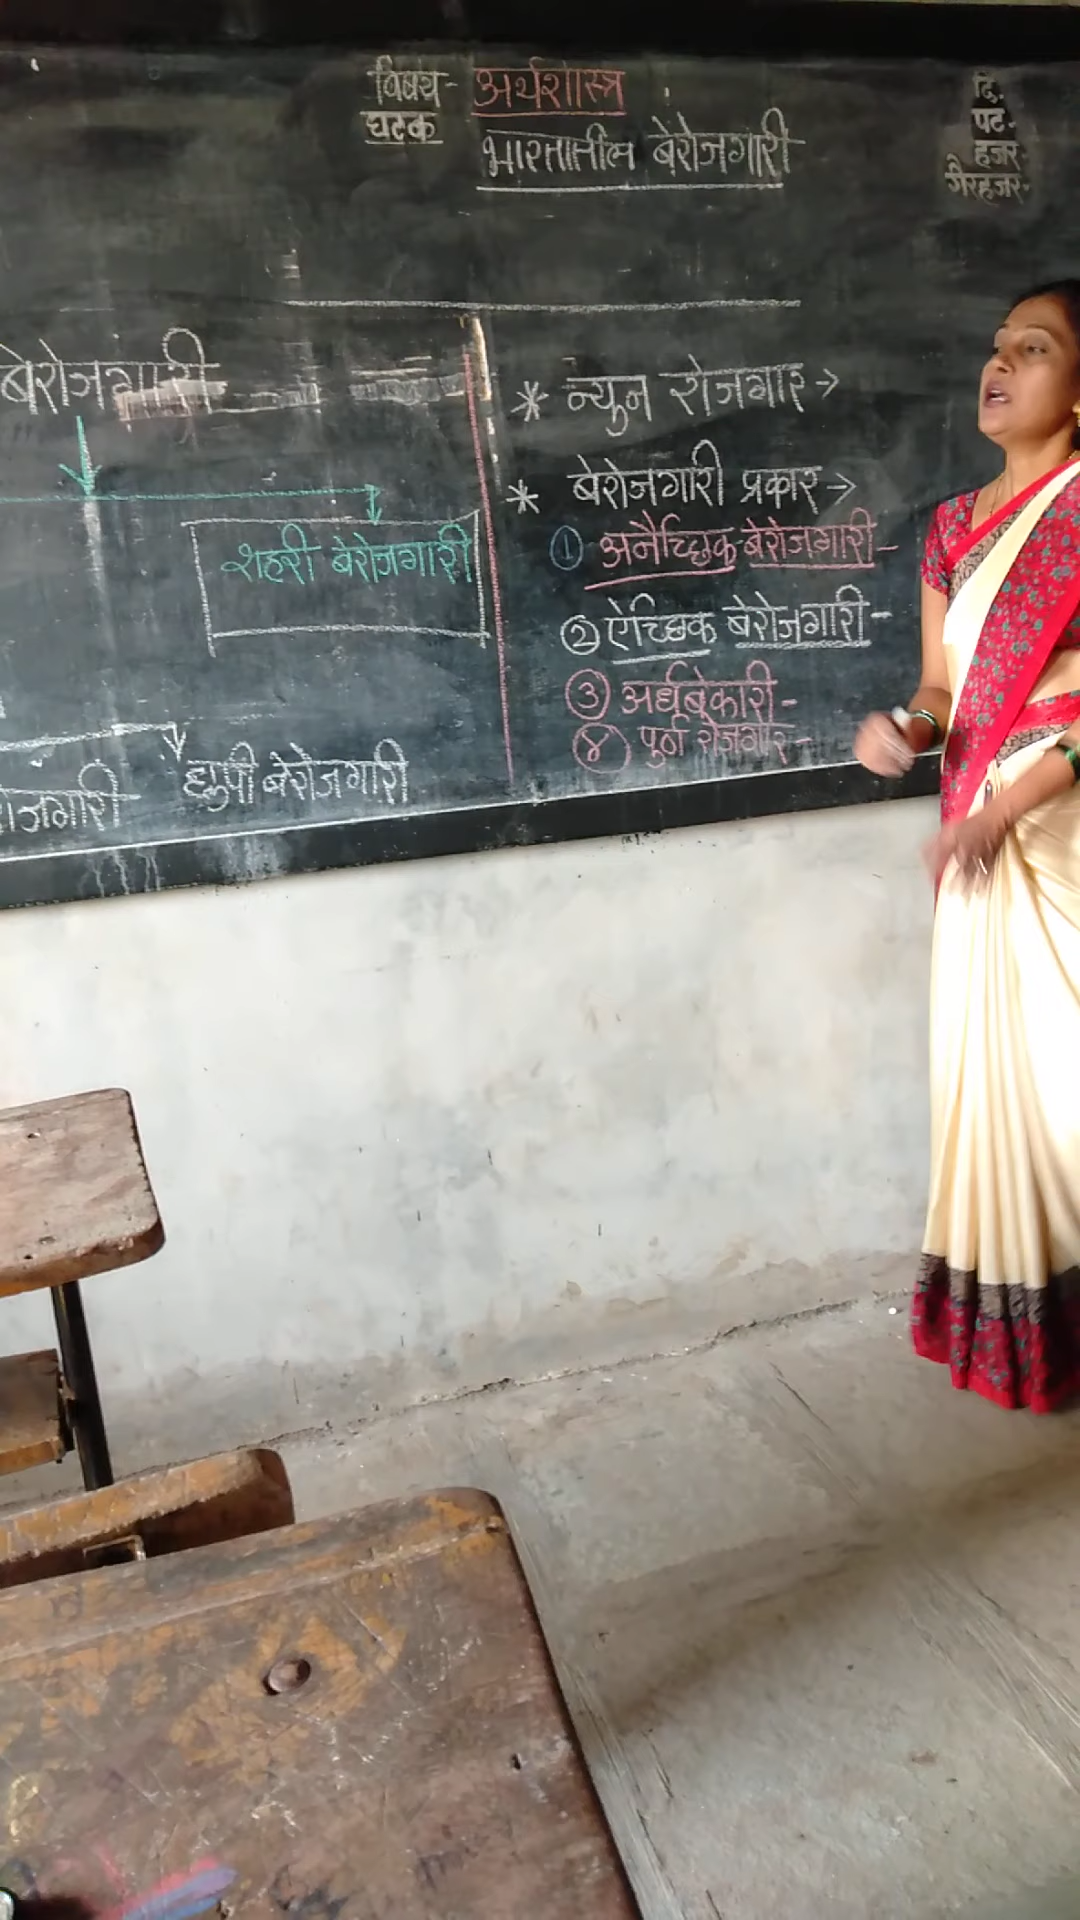 विषय- अर्थशास्त्र
घटक
भारतातील बेरोजगारी
दि.
पट-
हजर-
गैरहजर-
बेरोजगारी
शहरी बेरोजगारी
रोजगारी
छुपी बेरोजगारी
* न्युन रोजगार →
* बेरोजगारी प्रकार →
① अनैच्छिक बेरोजगारी-
② ऐच्छिक बेरोजगारी-
③ अर्धबेकारी-
④ पुर्ण रोजगार-